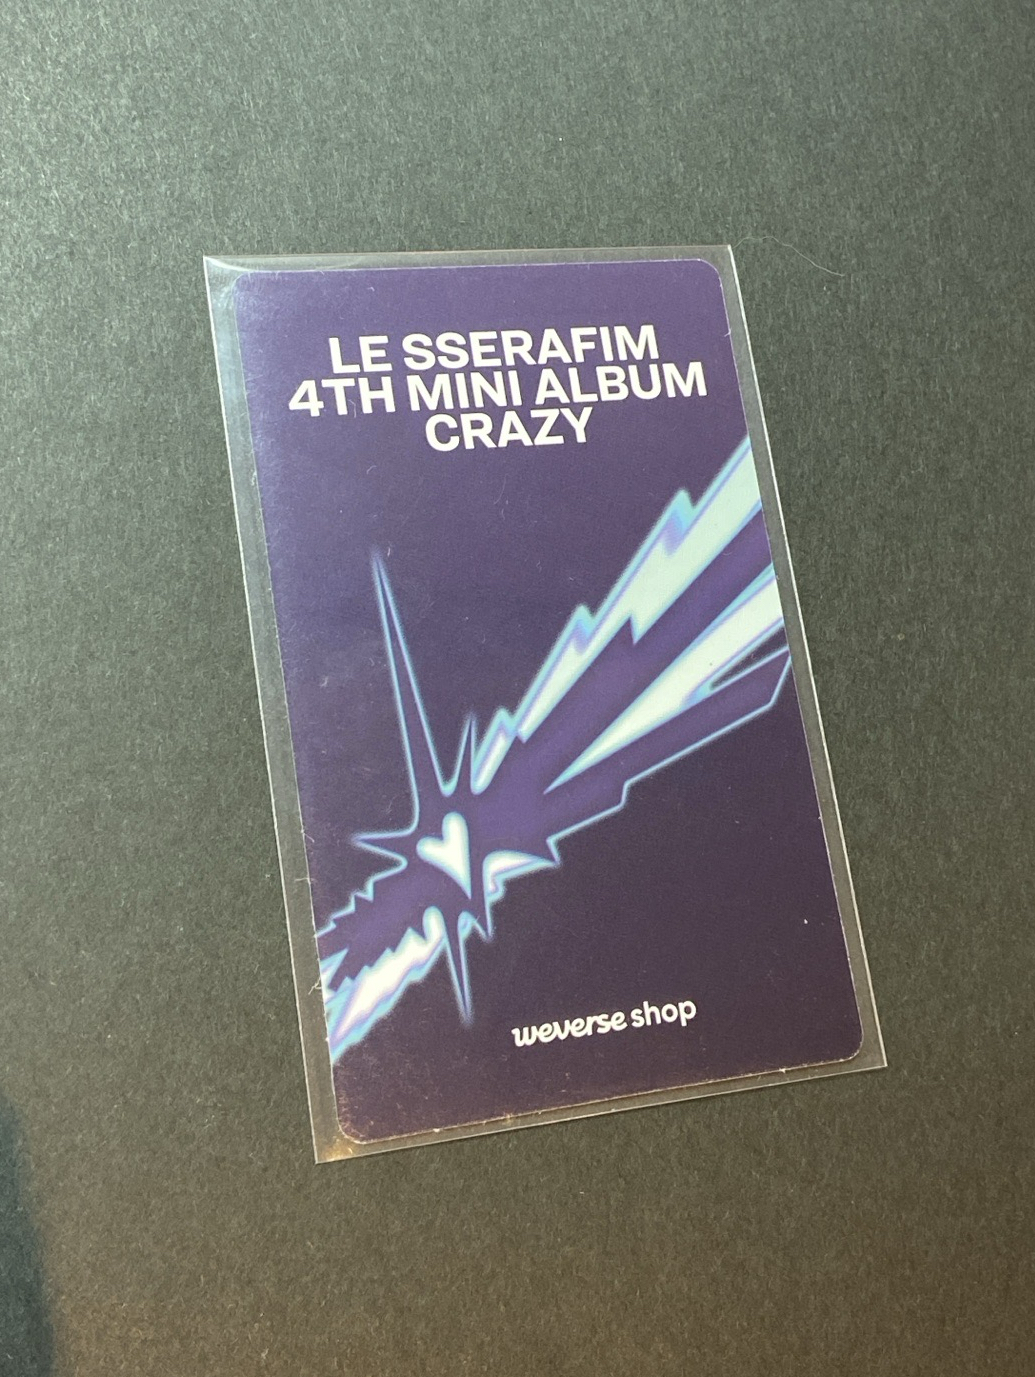 LE SSERAFIM
4TH MINI ALBUM
CRAZY
weverse shop